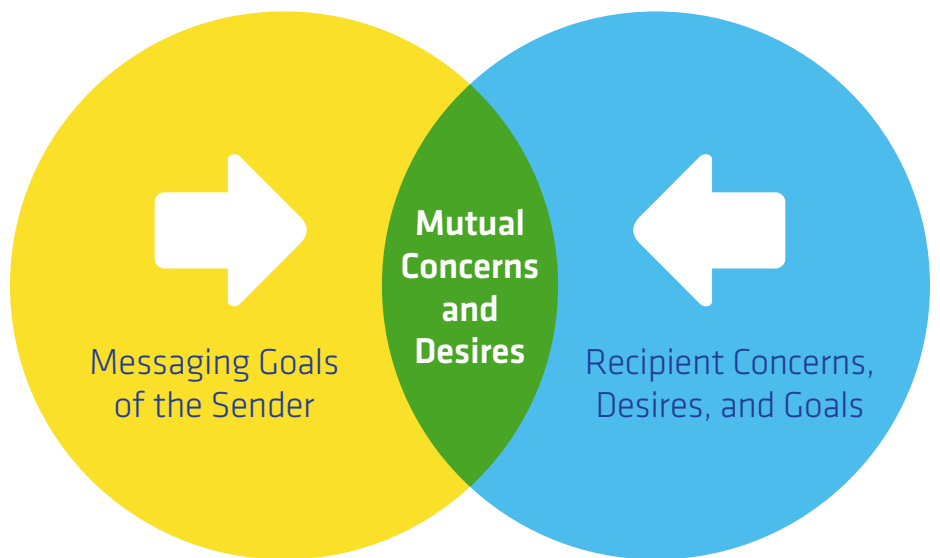 Messaging Goals
of the Sender
Mutual
Concerns
and
Desires
Recipient Concerns,
Desires, and Goals